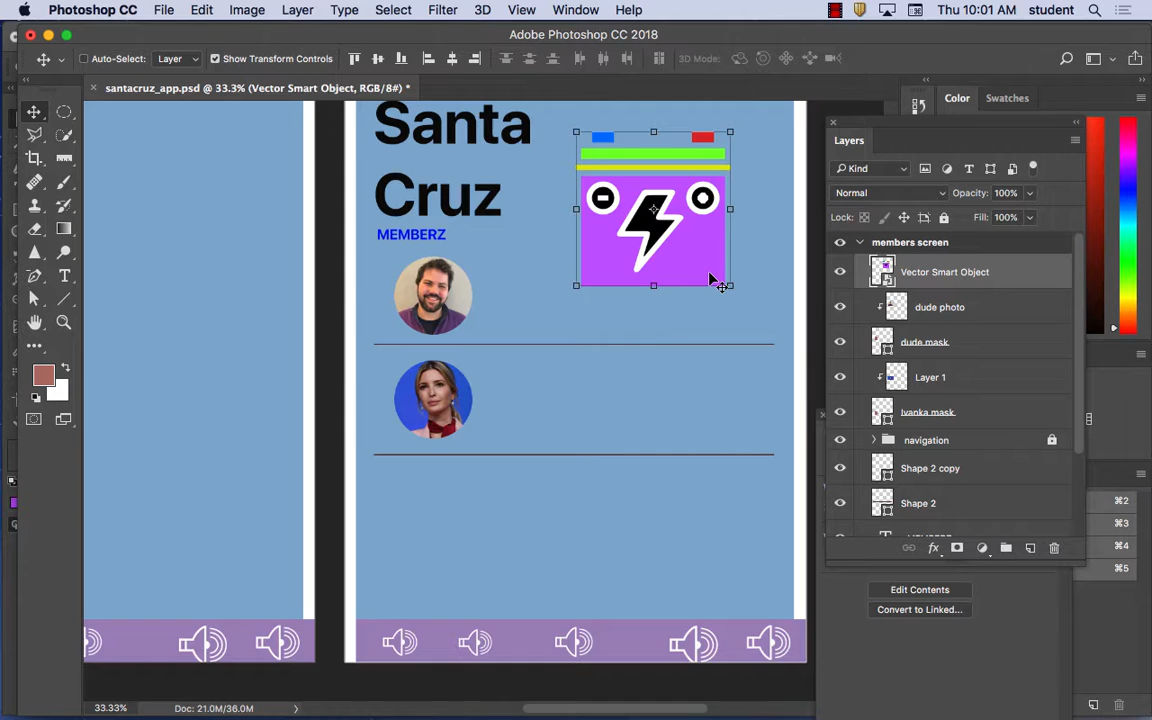 Photoshop CC File Edit Image Layer Type Select Filter 3D View Window Help Thu 10:01 AM student
Adobe Photoshop CC 2018
Auto-Select: Layer Show Transform Controls 3D Mode:
santacruz_app.psd @ 33.3% (Vector Smart Object, RGB/8#) *
Color Swatches
Santa
Cruz
MEMBERZ
Layers
Kind
Normal Opacity: 100%
Lock: Fill: 100%
members screen
Vector Smart Object
dude photo
dude mask
Layer 1
Ivanka mask
navigation
Shape 2 copy
Shape 2
fx
⌘2
⌘3
⌘4
⌘5
Edit Contents
Convert to Linked...
33.33% Doc: 21.0M/36.0M